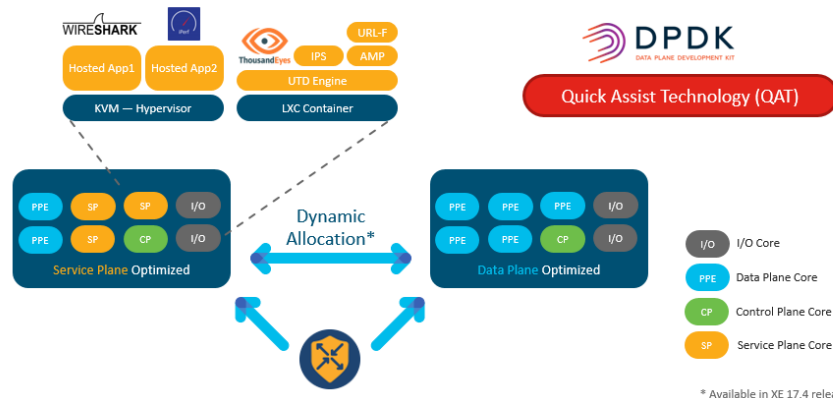 WIRESHARK
iPerf
ThousandEyes
URL-F
IPS
AMP
Hosted App1
Hosted App2
UTD Engine
KVM — Hypervisor
LXC Container
DPDK
DATA PLANE DEVELOPMENT KIT
Quick Assist Technology (QAT)
PPE SP SP I/O
PPE SP CP I/O
Service Plane Optimized
Dynamic
Allocation*
PPE PPE PPE I/O
PPE PPE CP I/O
Data Plane Optimized
I/O I/O Core
PPE Data Plane Core
CP Control Plane Core
SP Service Plane Core
* Available in XE 17.4 relea